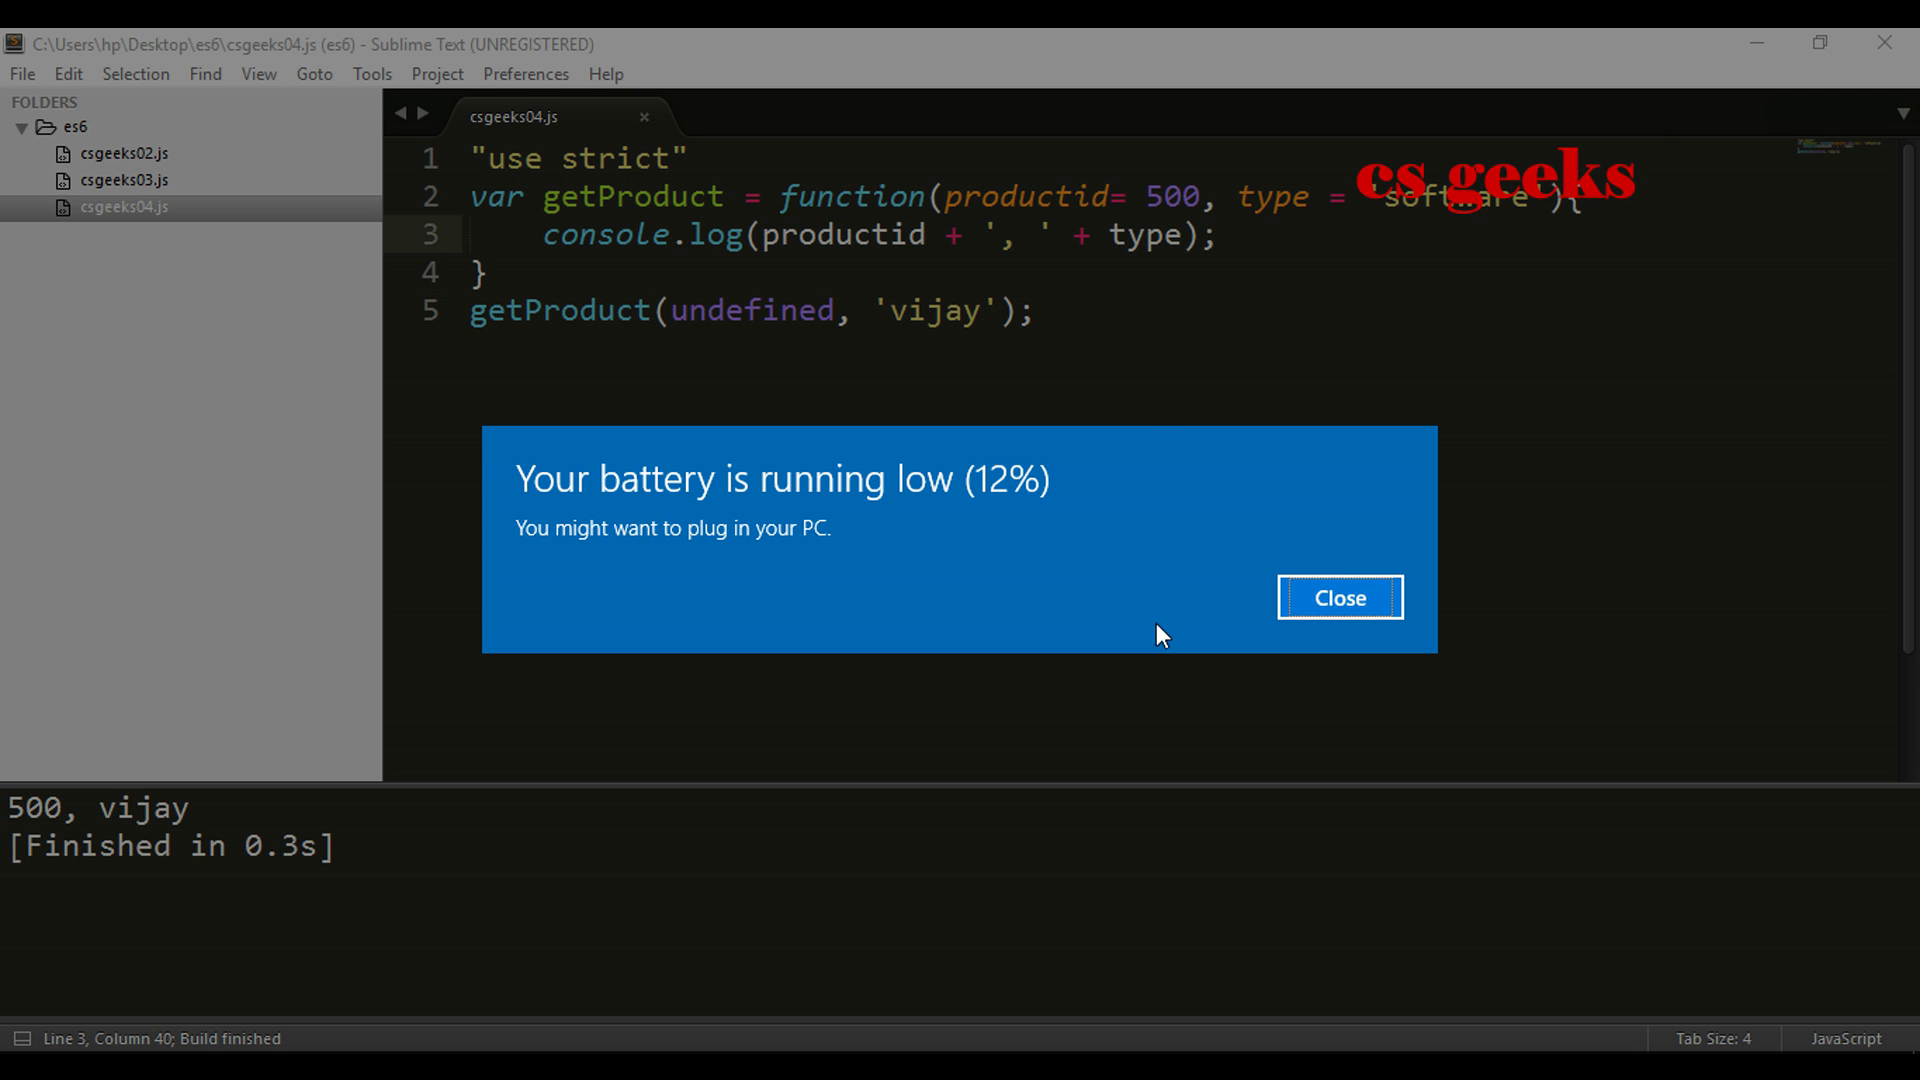 C:\Users\hp\Desktop\es6\csgeeks04.js (es6) - Sublime Text (UNREGISTERED)
File Edit Selection Find View Goto Tools Project Preferences Help
FOLDERS
es6
csgeeks02.js
csgeeks03.js
csgeeks04.js
csgeeks04.js
cs geeks
1 "use strict"
2 var getProduct = function(productid= 500, type = 'software'){
3 console.log(productid + ', ' + type);
4 }
5 getProduct(undefined, 'vijay');
Your battery is running low (12%)
You might want to plug in your PC.
Close
500, vijay
[Finished in 0.3s]
Line 3, Column 40; Build finished
Tab Size: 4
JavaScript